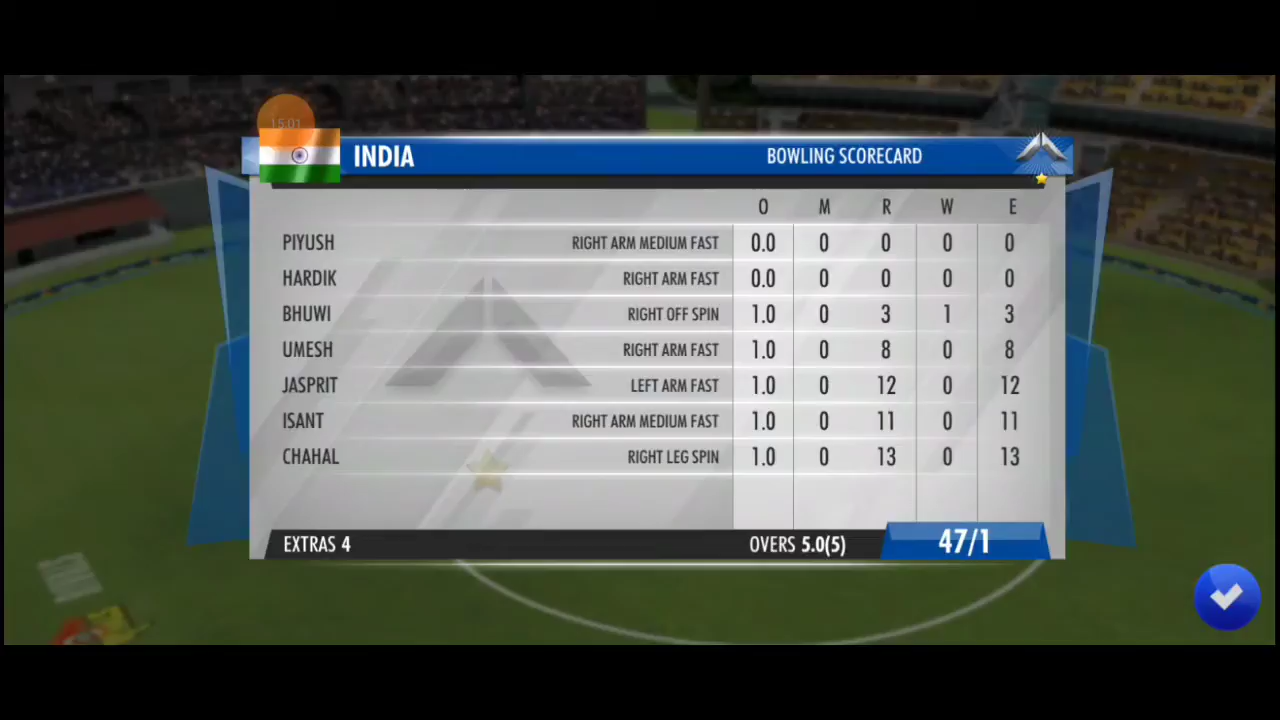 15:01
INDIA BOWLING SCORECARD
O M R W E
PIYUSH RIGHT ARM MEDIUM FAST 0.0 0 0 0 0
HARDIK RIGHT ARM FAST 0.0 0 0 0 0
BHUWI RIGHT OFF SPIN 1.0 0 3 1 3
UMESH RIGHT ARM FAST 1.0 0 8 0 8
JASPRIT LEFT ARM FAST 1.0 0 12 0 12
ISANT RIGHT ARM MEDIUM FAST 1.0 0 11 0 11
CHAHAL RIGHT LEG SPIN 1.0 0 13 0 13
EXTRAS 4 OVERS 5.0(5) 47/1